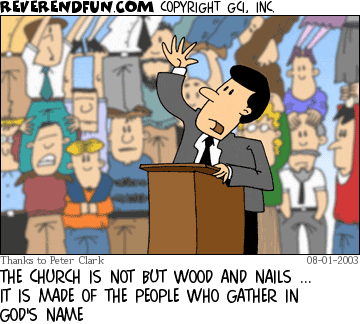 REVERENDFUN.COM COPYRIGHT GCI, INC.
Thanks to Peter Clark 08-01-2003
THE CHURCH IS NOT BUT WOOD AND NAILS ...
IT IS MADE OF THE PEOPLE WHO GATHER IN
GOD'S NAME